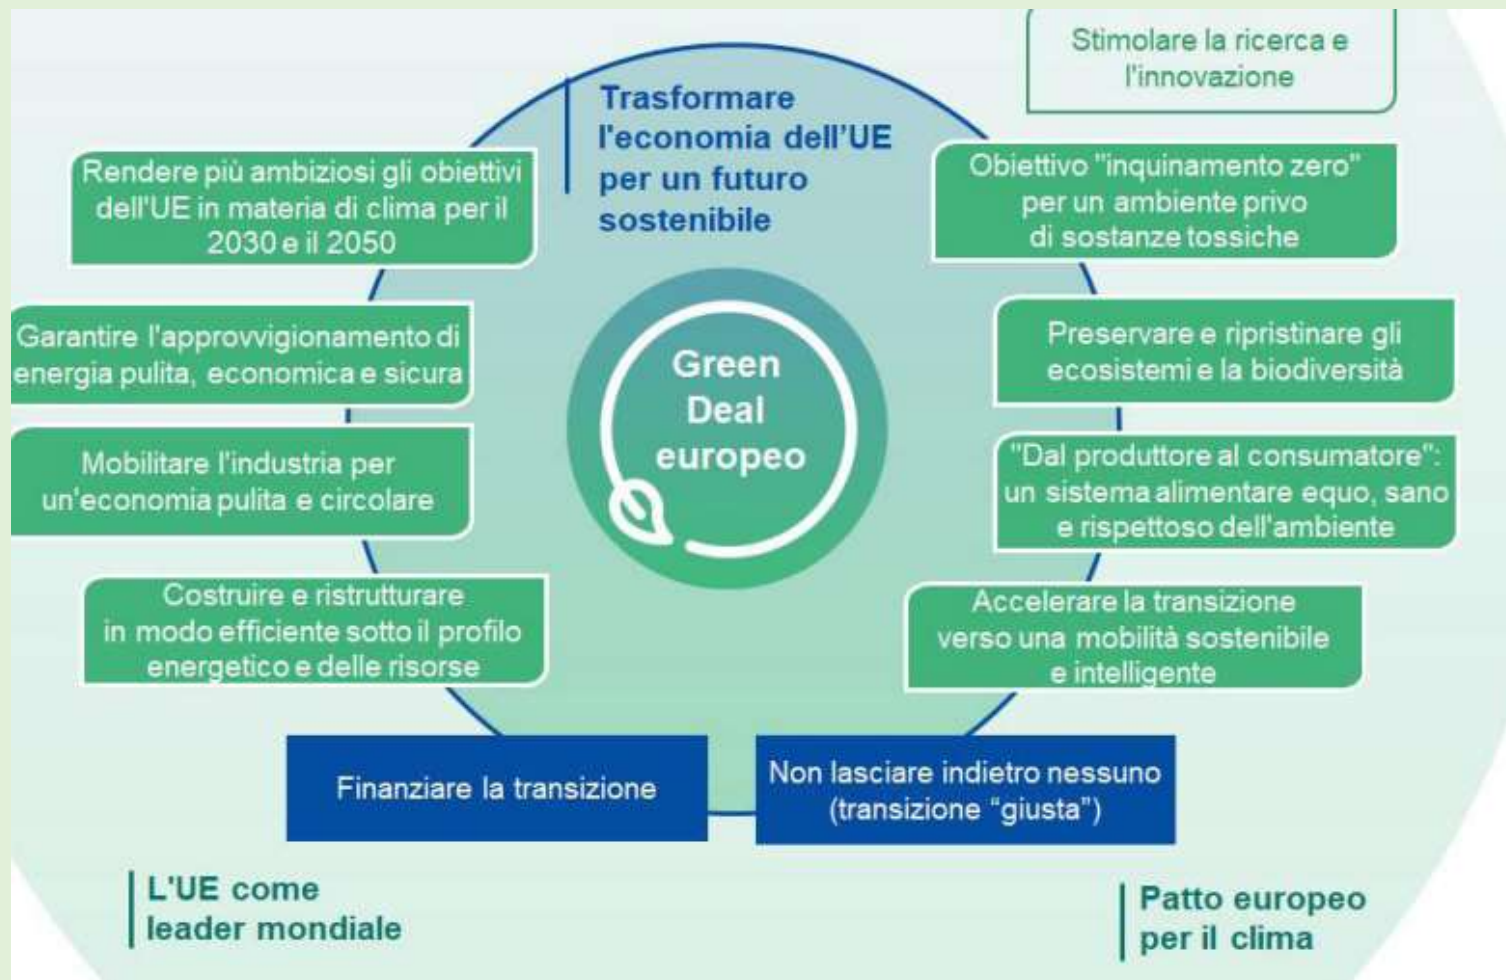 Stimolare la ricerca e
l'innovazione
Trasformare
l'economia dell'UE
per un futuro
sostenibile
Rendere più ambiziosi gli obiettivi
dell'UE in materia di clima per il
2030 e il 2050
Obiettivo "inquinamento zero"
per un ambiente privo
di sostanze tossiche
Garantire l'approvvigionamento di
energia pulita, economica e sicura
Preservare e ripristinare gli
ecosistemi e la biodiversità
Green
Deal
europeo
Mobilitare l'industria per
un'economia pulita e circolare
"Dal produttore al consumatore":
un sistema alimentare equo, sano
e rispettoso dell'ambiente
Costruire e ristrutturare
in modo efficiente sotto il profilo
energetico e delle risorse
Accelerare la transizione
verso una mobilità sostenibile
e intelligente
Finanziare la transizione
Non lasciare indietro nessuno
(transizione “giusta”)
L'UE come
leader mondiale
Patto europeo
per il clima